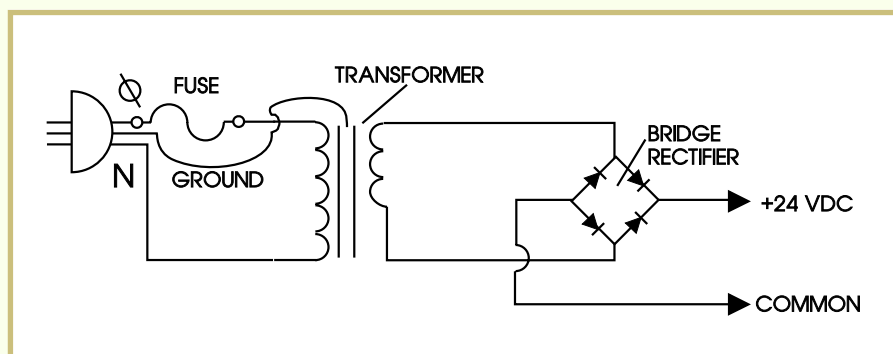 TRANSFORMER
Φ
FUSE
BRIDGE
RECTIFIER
N
GROUND
+24 VDC
COMMON